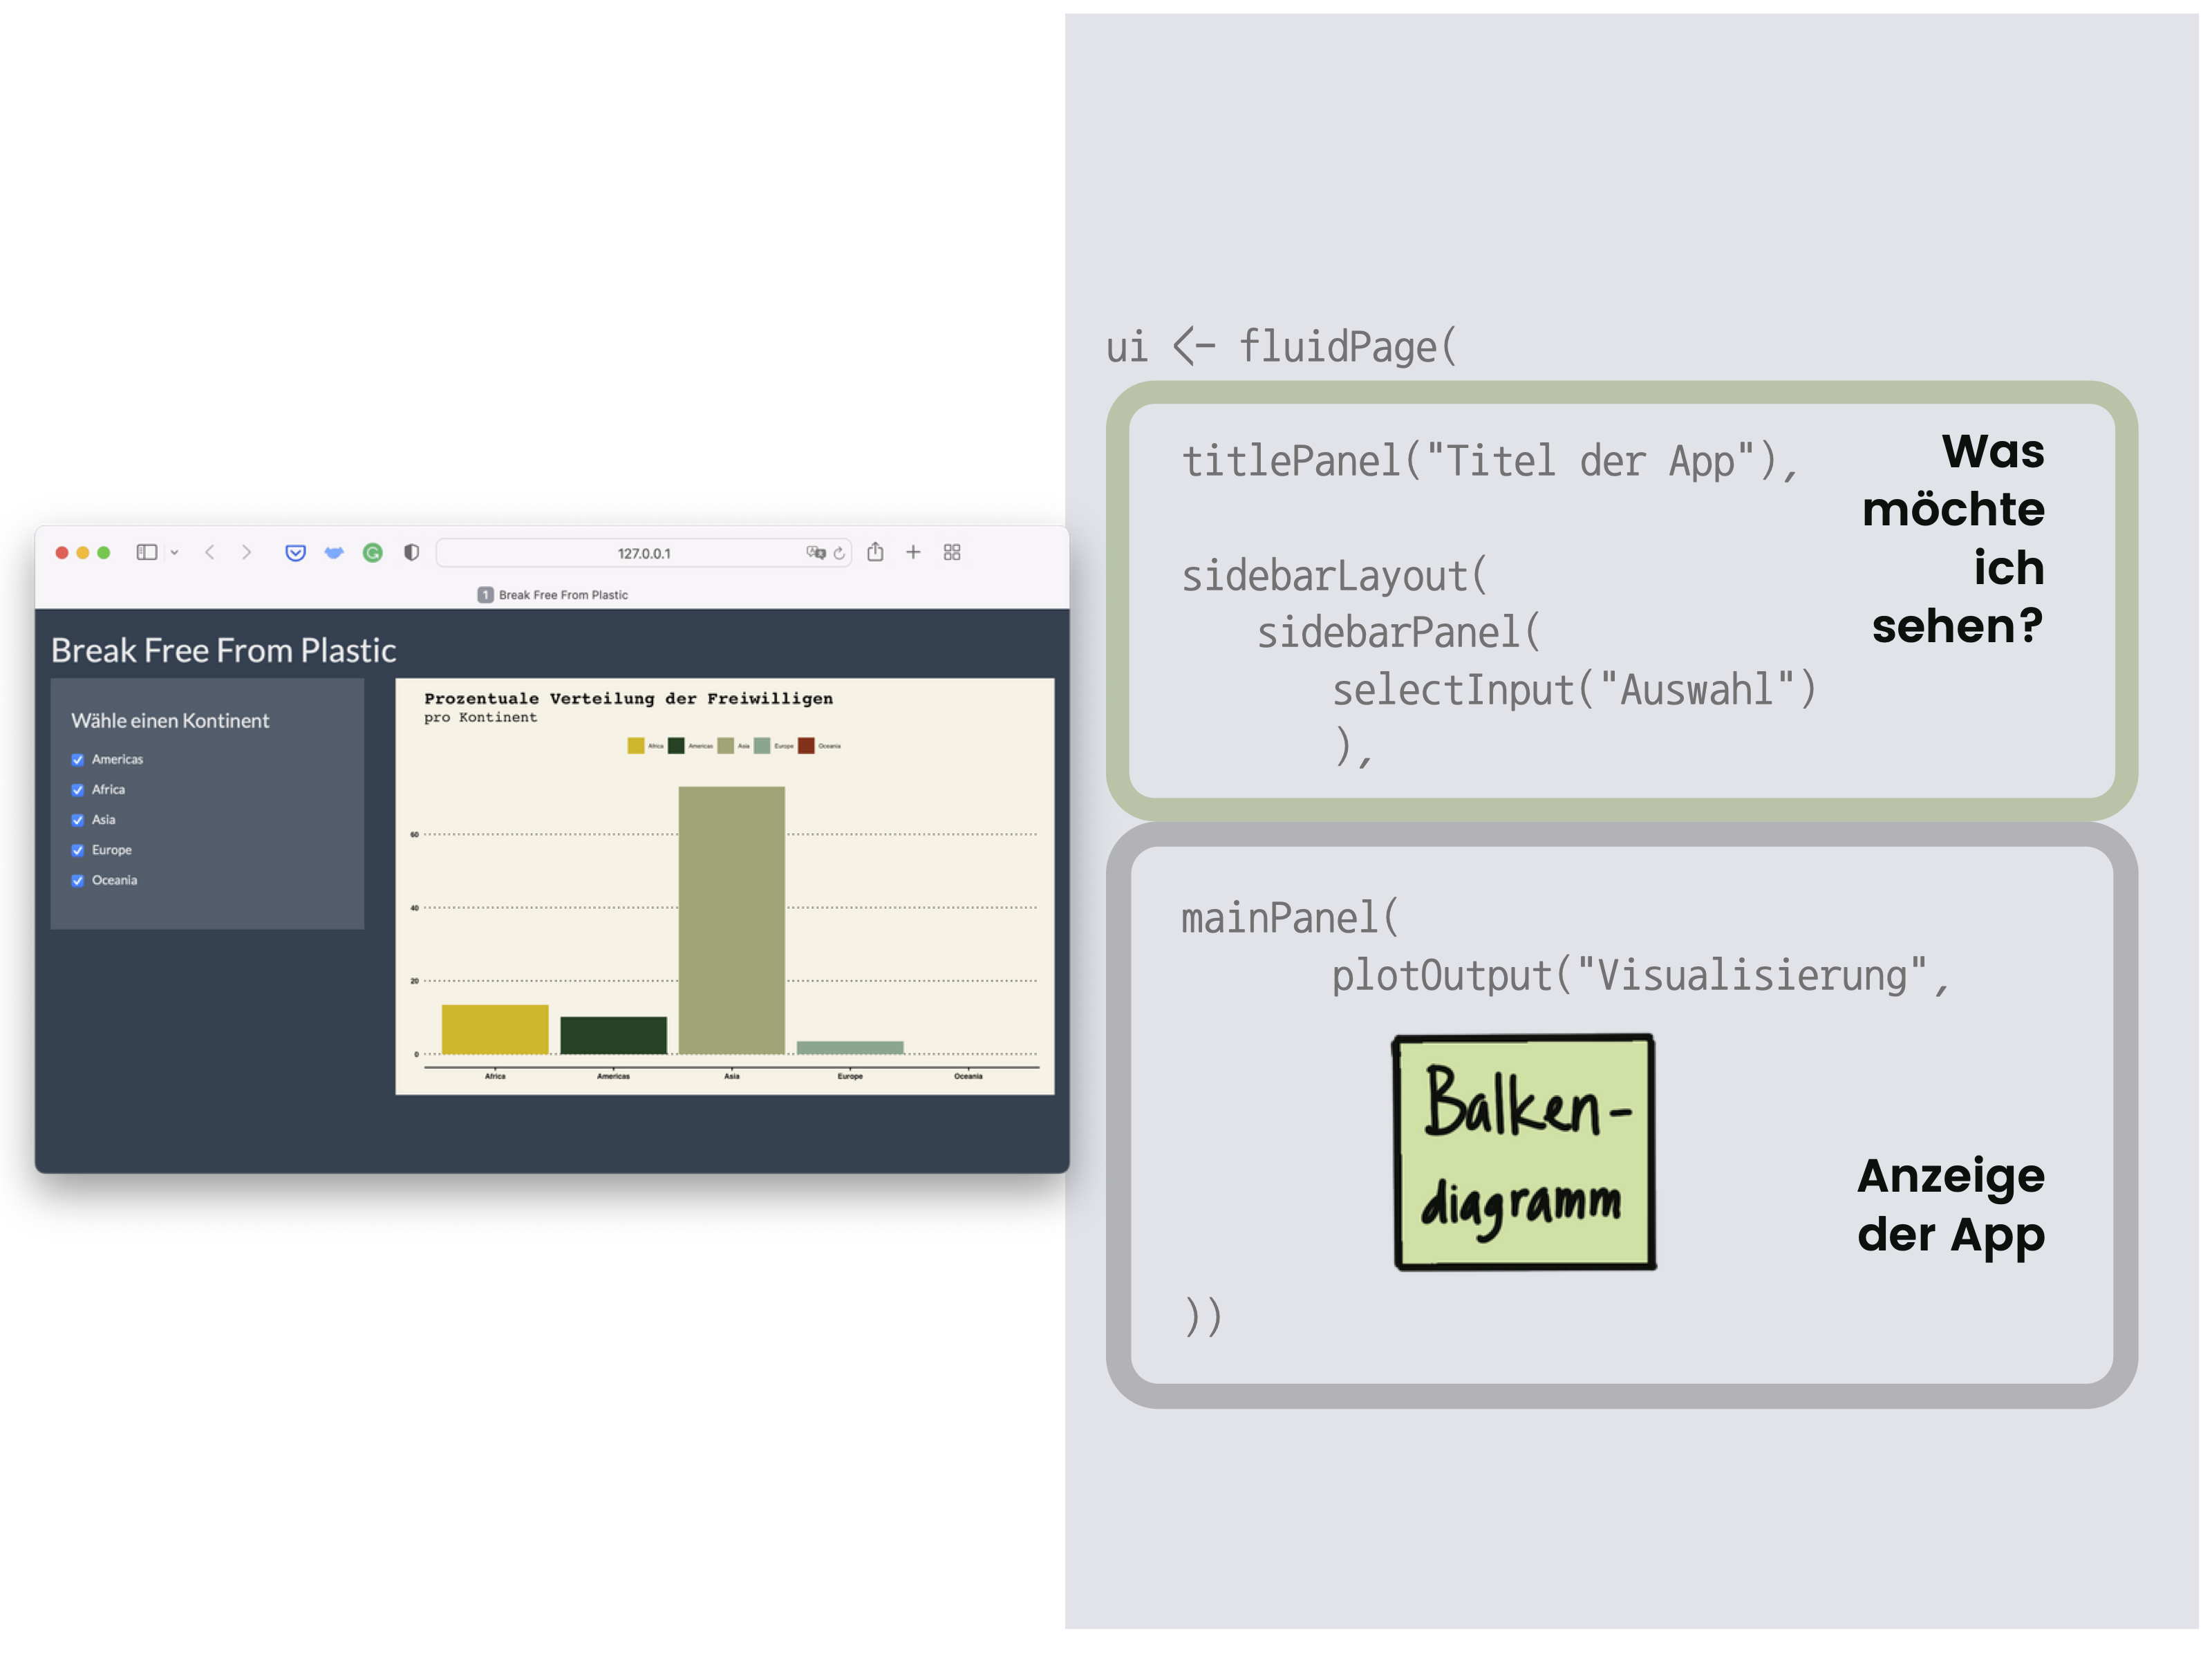 127.0.0.1
1 Break Free From Plastic
Break Free From Plastic
Wähle einen Kontinent
Americas
Africa
Asia
Europe
Oceania
Prozentuale Verteilung der Freiwilligen
pro Kontinent
Africa Americas Asia Europe Oceania
60
40
20
0
Africa Americas Asia Europe Oceania
ui <- fluidPage(
titlePanel("Titel der App"),
sidebarLayout(
sidebarPanel(
selectInput("Auswahl")
),
Was
möchte
ich
sehen?
mainPanel(
plotOutput("Visualisierung",
Balken-
diagramm
))
Anzeige
der App